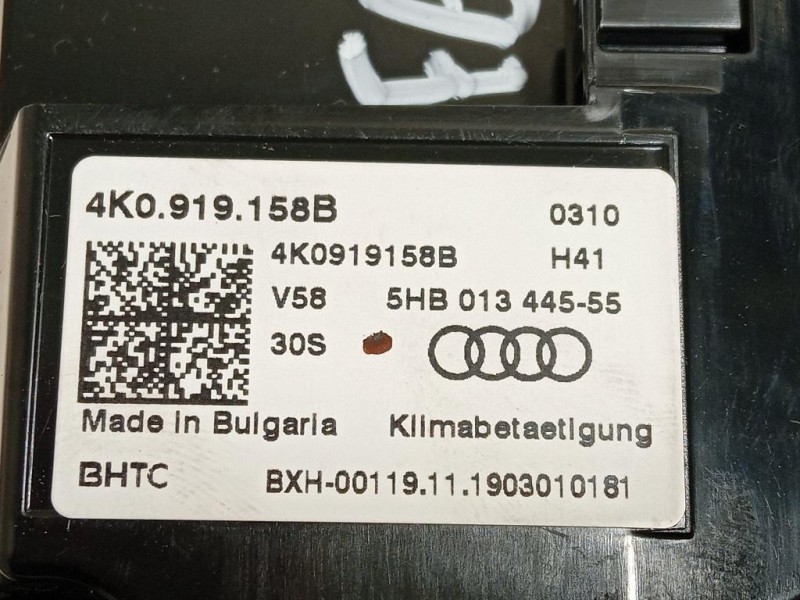 4K0.919.158B 0310
4K0919158B H41
V58 5HB 013 445-55
30S
Made in Bulgaria Klimabetaetigung
BHTC BXH-00119.11.1903010181